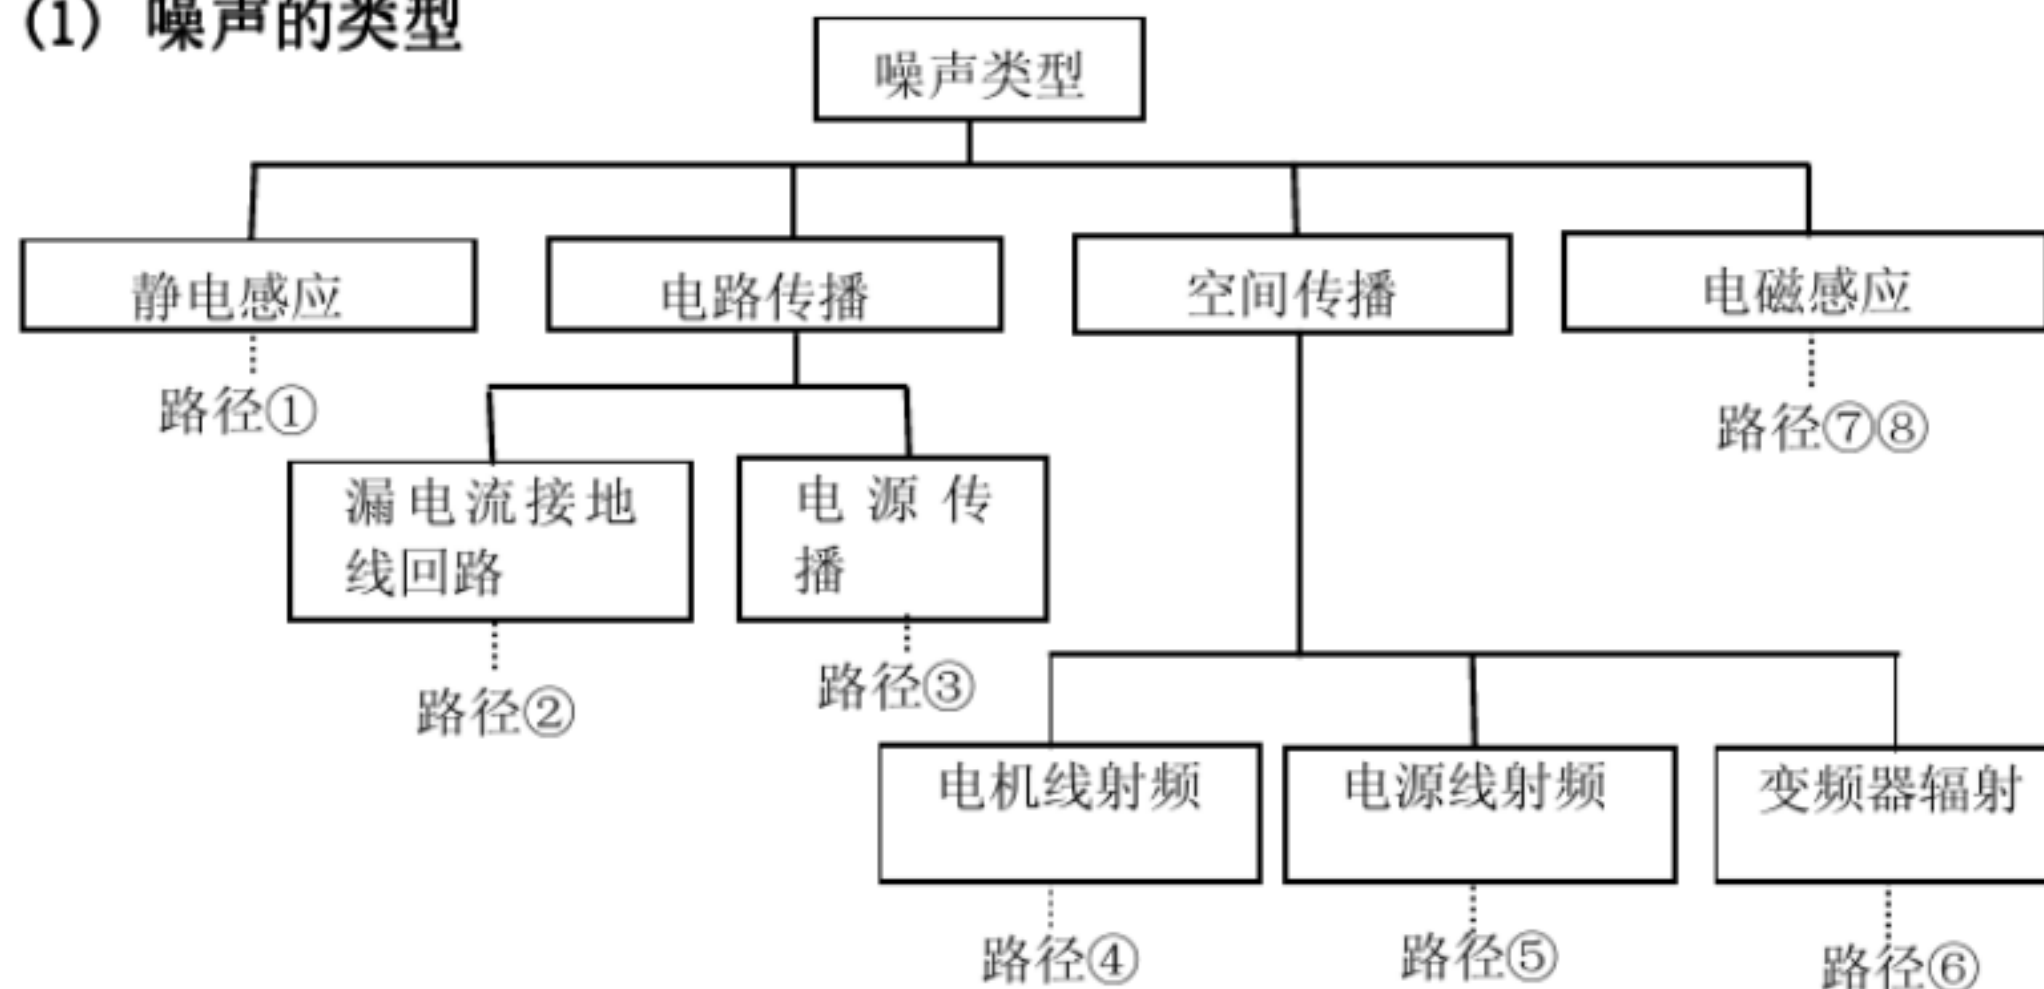 (1) 噪声的类型
噪声类型
静电感应
电路传播
空间传播
电磁感应
路径①
路径⑦⑧
漏电流接地
线回路
电源传
播
路径②
路径③
电机线射频
电源线射频
变频器辐射
路径④
路径⑤
路径⑥